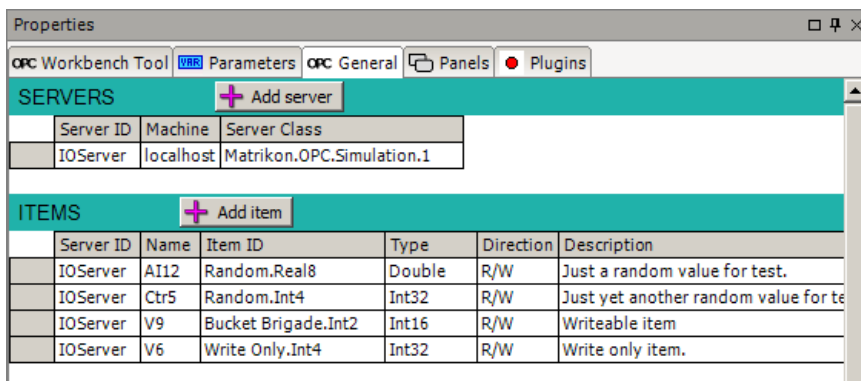 Properties
OPC Workbench Tool VAR Parameters OPC General Panels Plugins
SERVERS Add server
Server ID Machine Server Class
IOServer localhost Matrikon.OPC.Simulation.1
ITEMS Add item
Server ID Name Item ID Type Direction Description
IOServer AI12 Random.Real8 Double R/W Just a random value for test.
IOServer Ctr5 Random.Int4 Int32 R/W Just yet another random value for te
IOServer V9 Bucket Brigade.Int2 Int16 R/W Writeable item
IOServer V6 Write Only.Int4 Int32 R/W Write only item.